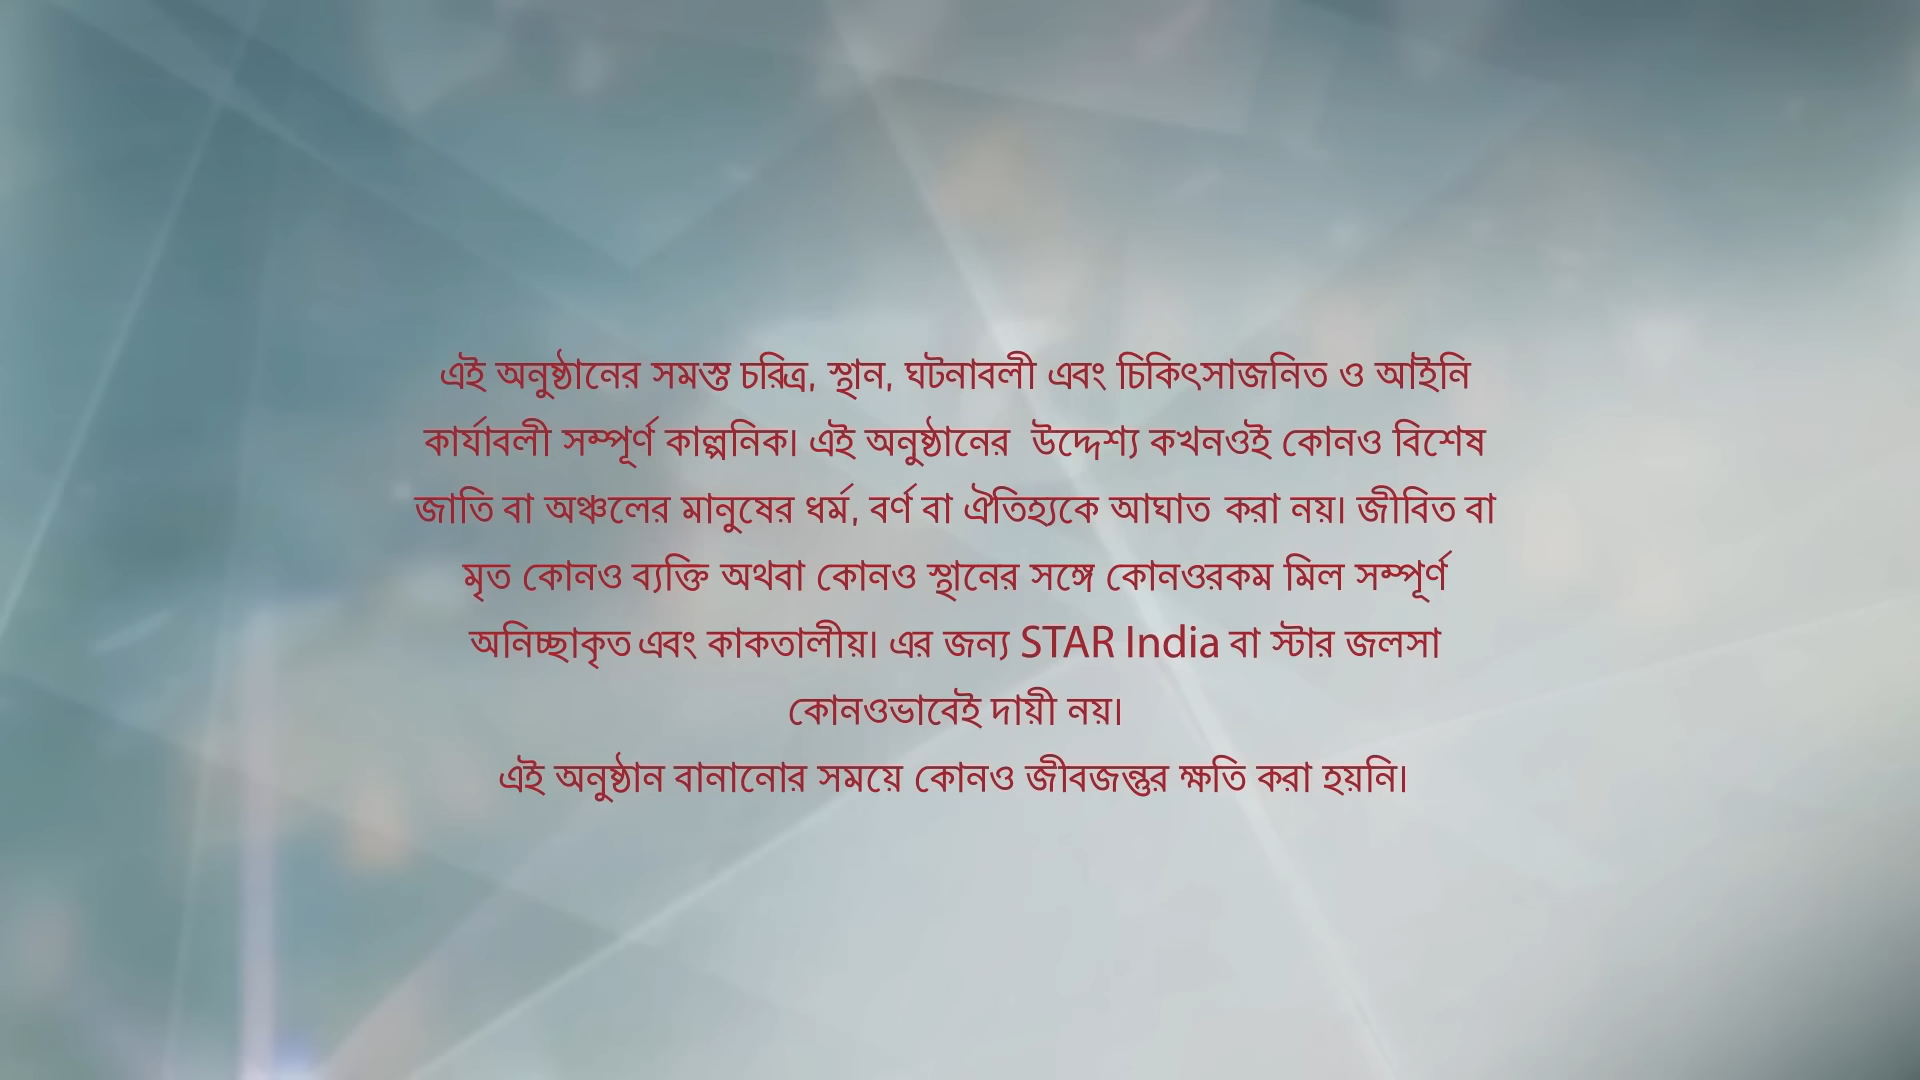 এই অনুষ্ঠানের সমস্ত চরিত্র, স্থান, ঘটনাবলী এবং চিকিৎসাজনিত ও আইনি
কার্যাবলী সম্পূর্ণ কাল্পনিক। এই অনুষ্ঠানের উদ্দেশ্য কখনওই কোনও বিশেষ
জাতি বা অঞ্চলের মানুষের ধর্ম, বর্ণ বা ঐতিহ্যকে আঘাত করা নয়। জীবিত বা
মৃত কোনও ব্যক্তি অথবা কোনও স্থানের সঙ্গে কোনওরকম মিল সম্পূর্ণ
অনিচ্ছাকৃত এবং কাকতালীয়। এর জন্য STAR India বা স্টার জলসা
কোনওভাবেই দায়ী নয়।
এই অনুষ্ঠান বানানোর সময়ে কোনও জীবজন্তুর ক্ষতি করা হয়নি।